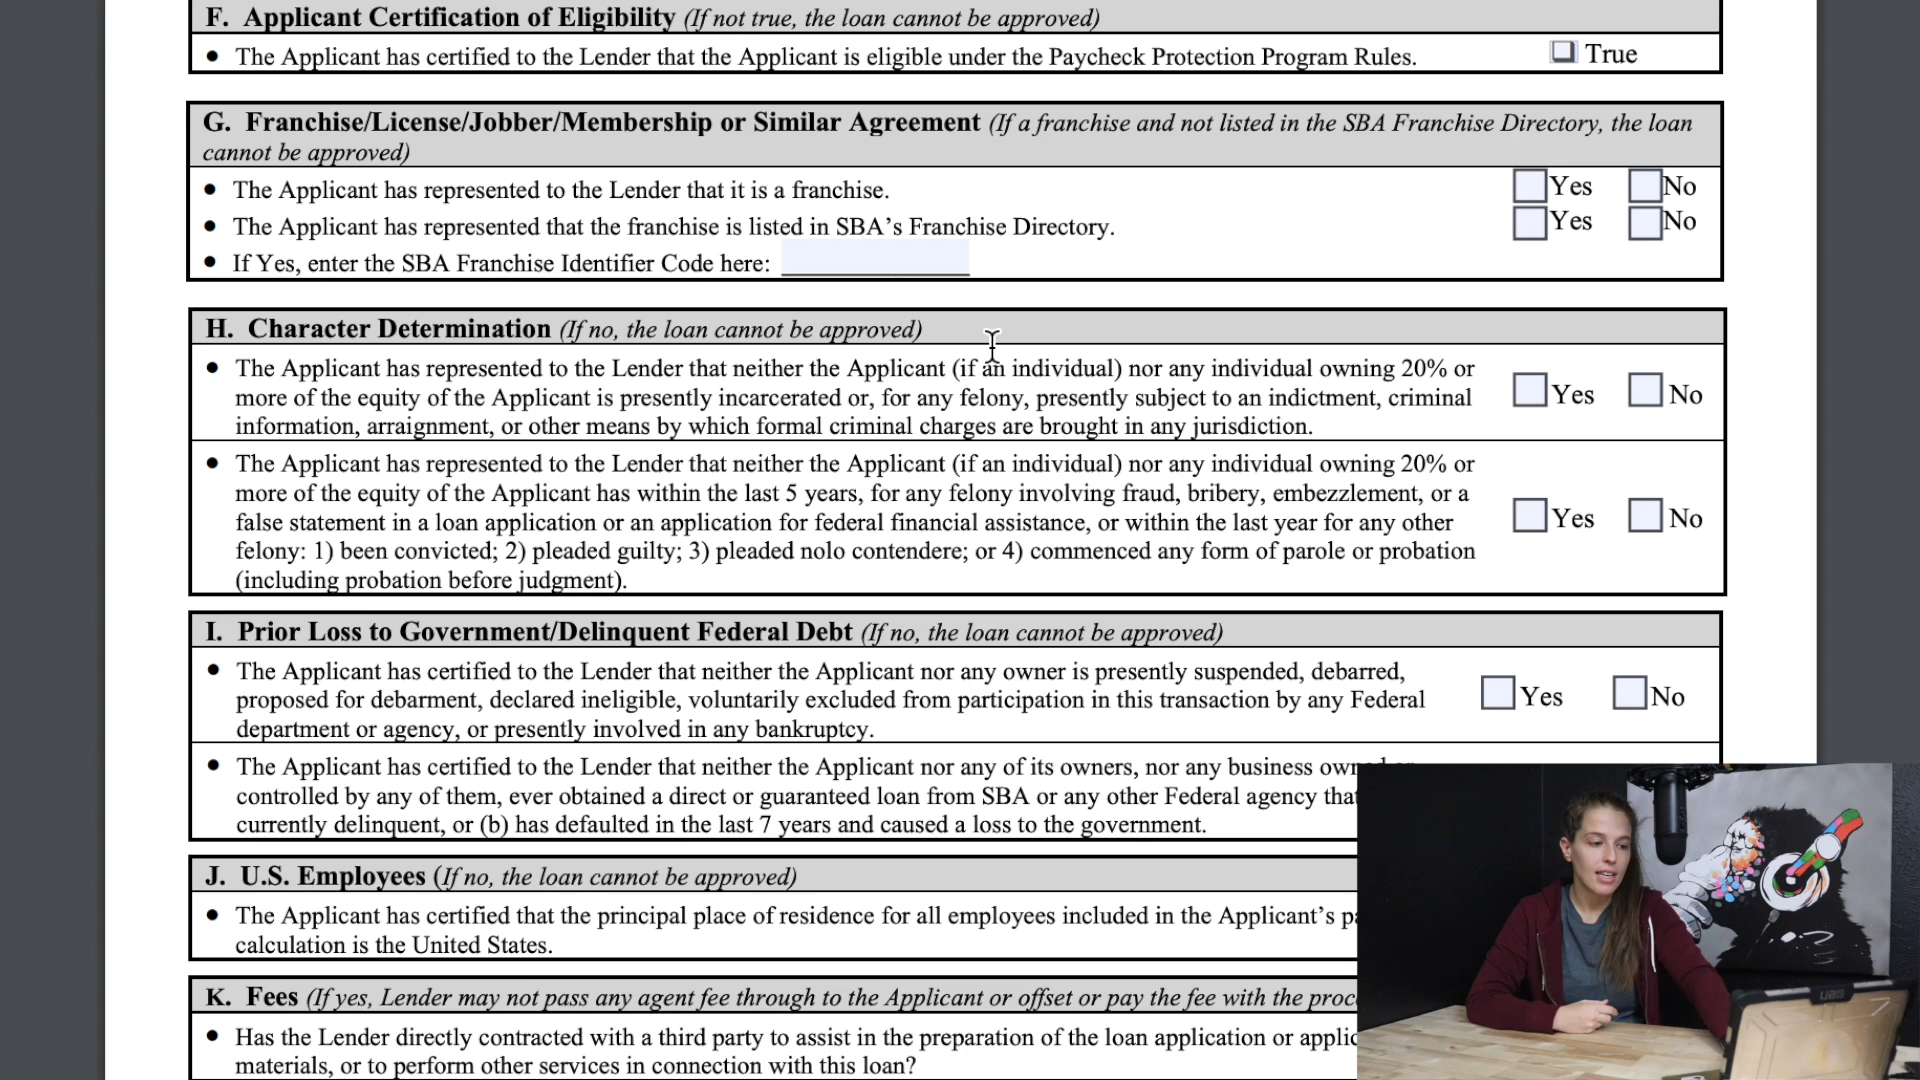 F. Applicant Certification of Eligibility (If not true, the loan cannot be approved)
• The Applicant has certified to the Lender that the Applicant is eligible under the Paycheck Protection Program Rules. True
G. Franchise/License/Jobber/Membership or Similar Agreement (If a franchise and not listed in the SBA Franchise Directory, the loan
cannot be approved)
• The Applicant has represented to the Lender that it is a franchise. Yes No
• The Applicant has represented that the franchise is listed in SBA’s Franchise Directory. Yes No
• If Yes, enter the SBA Franchise Identifier Code here:
H. Character Determination (If no, the loan cannot be approved)
• The Applicant has represented to the Lender that neither the Applicant (if an individual) nor any individual owning 20% or
more of the equity of the Applicant is presently incarcerated or, for any felony, presently subject to an indictment, criminal
information, arraignment, or other means by which formal criminal charges are brought in any jurisdiction.
Yes No
• The Applicant has represented to the Lender that neither the Applicant (if an individual) nor any individual owning 20% or
more of the equity of the Applicant has within the last 5 years, for any felony involving fraud, bribery, embezzlement, or a
false statement in a loan application or an application for federal financial assistance, or within the last year for any other
felony: 1) been convicted; 2) pleaded guilty; 3) pleaded nolo contendere; or 4) commenced any form of parole or probation
(including probation before judgment).
Yes No
I. Prior Loss to Government/Delinquent Federal Debt (If no, the loan cannot be approved)
• The Applicant has certified to the Lender that neither the Applicant nor any owner is presently suspended, debarred,
proposed for debarment, declared ineligible, voluntarily excluded from participation in this transaction by any Federal
department or agency, or presently involved in any bankruptcy.
Yes No
• The Applicant has certified to the Lender that neither the Applicant nor any of its owners, nor any business
controlled by any of them, ever obtained a direct or guaranteed loan from SBA or any other Federal agency that
currently delinquent, or (b) has defaulted in the last 7 years and caused a loss to the government.
J. U.S. Employees (If no, the loan cannot be approved)
• The Applicant has certified that the principal place of residence for all employees included in the Applicant’s
calculation is the United States.
K. Fees (If yes, Lender may not pass any agent fee through to the Applicant or offset or pay the fee with the
• Has the Lender directly contracted with a third party to assist in the preparation of the loan application or
materials, or to perform other services in connection with this loan?
UAG